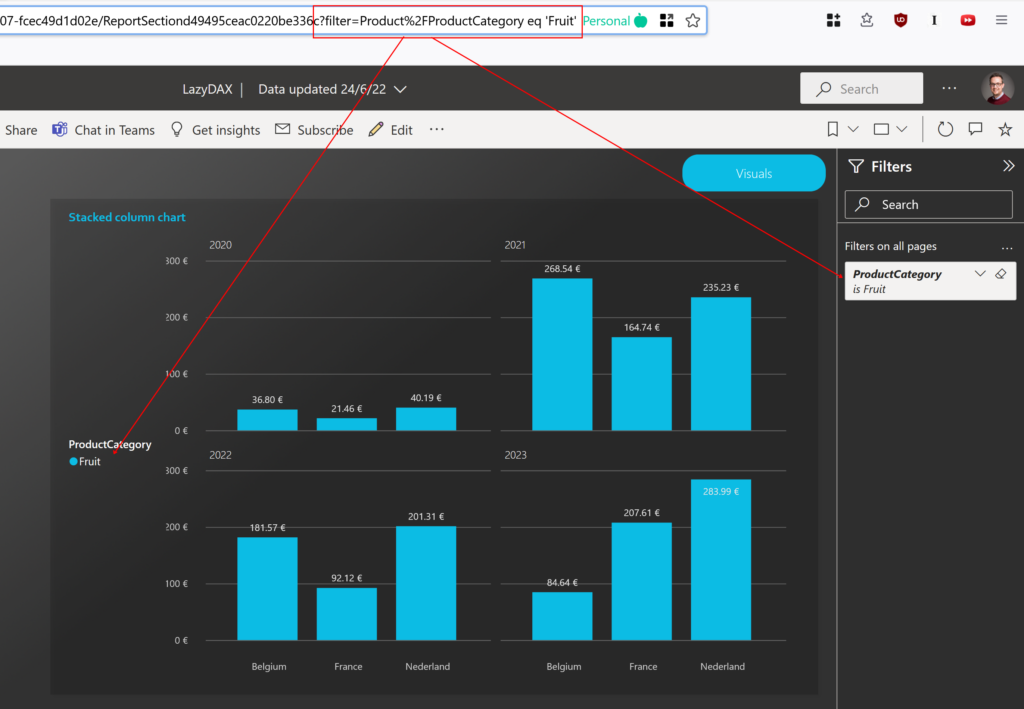 07-fcec49d1d02e/ReportSectiond49495ceac0220be336c?filter=Product%2FProductCategory eq 'Fruit' Personal
LazyDAX | Data updated 24/6/22
Search
Share Chat in Teams Get insights Subscribe Edit
Visuals
Filters
Search
Filters on all pages
ProductCategory
is Fruit
Stacked column chart
2020
300 €
200 €
100 €
0 €
36.80 €
21.46 €
40.19 €
2021
268.54 €
164.74 €
235.23 €
ProductCategory
Fruit
2022
300 €
200 €
100 €
0 €
181.57 €
92.12 €
201.31 €
Belgium France Nederland
2023
84.64 €
207.61 €
283.99 €
Belgium France Nederland